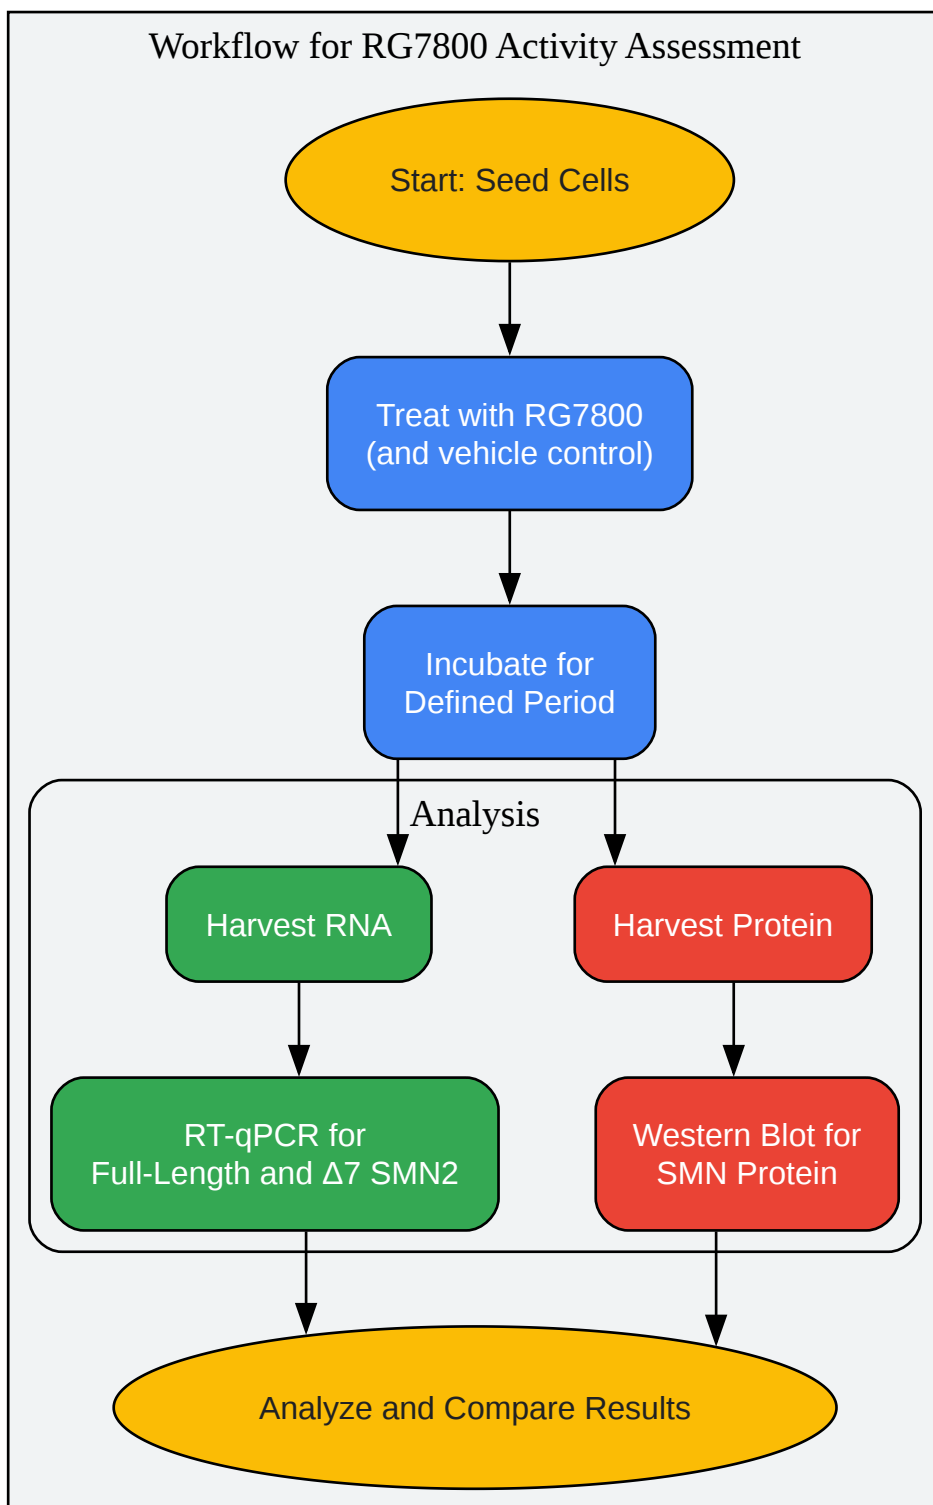 Workflow for RG7800 Activity Assessment
Start: Seed Cells
Treat with RG7800
(and vehicle control)
Incubate for
Defined Period
Analysis
Harvest RNA
Harvest Protein
RT-qPCR for
Full-Length and Δ7 SMN2
Western Blot for
SMN Protein
Analyze and Compare Results